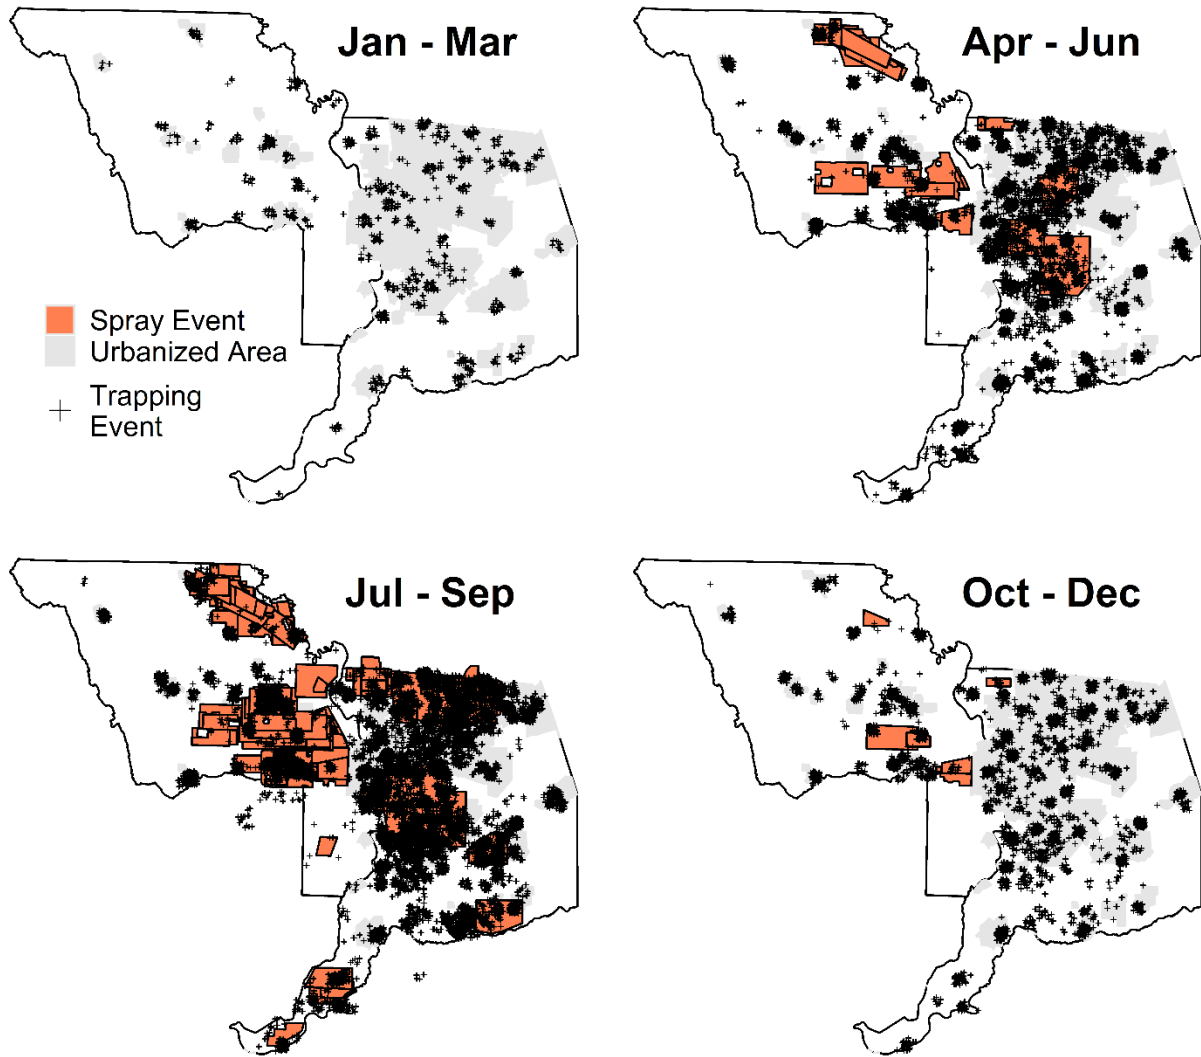 Jan - Mar
Apr - Jun
Spray Event
Urbanized Area
Trapping
Event
Jul - Sep
Oct - Dec